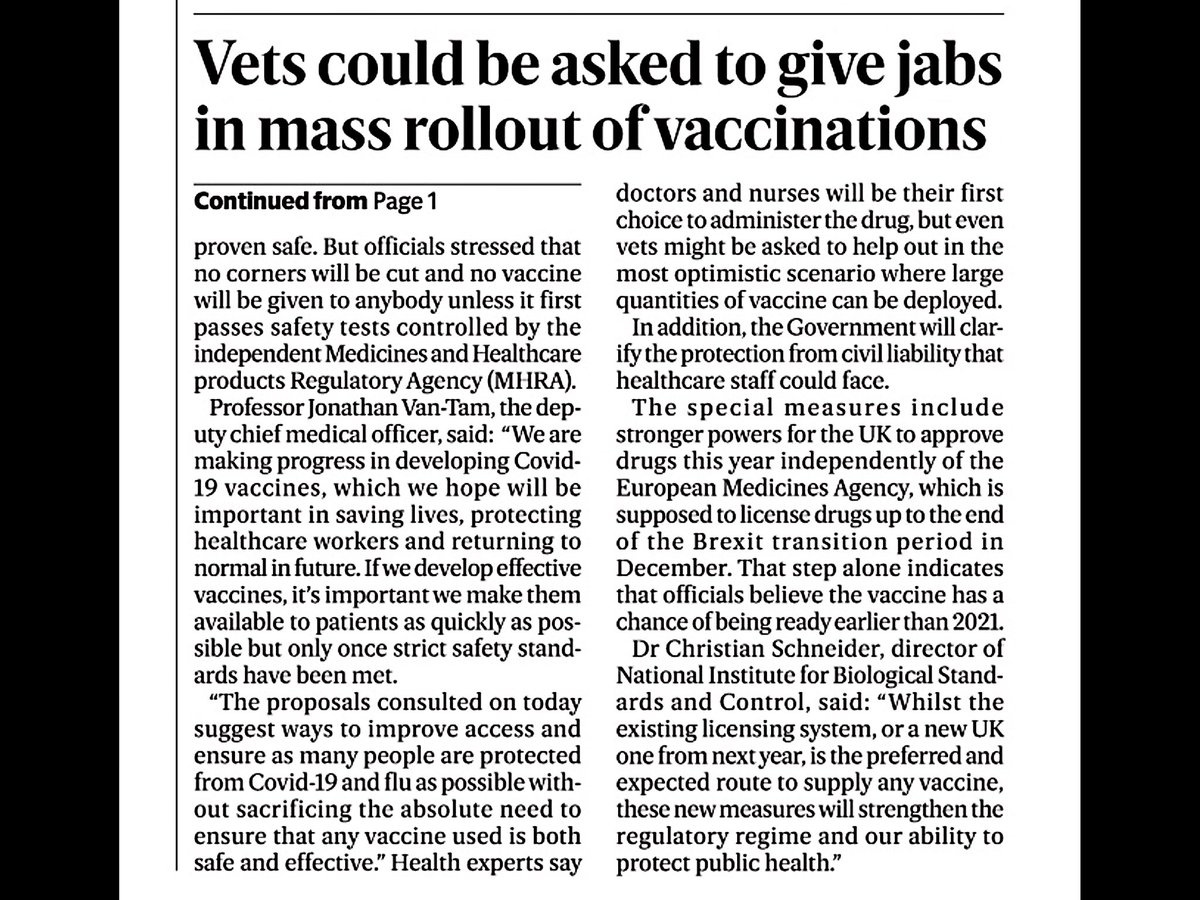 Vets could be asked to give jabs
in mass rollout of vaccinations
Continued from Page 1
proven safe. But officials stressed that
no corners will be cut and no vaccine
will be given to anybody unless it first
passes safety tests controlled by the
independent Medicines and Healthcare
products Regulatory Agency (MHRA).
Professor Jonathan Van-Tam, the dep-
uty chief medical officer, said: “We are
making progress in developing Covid-
19 vaccines, which we hope will be
important in saving lives, protecting
healthcare workers and returning to
normal in future. If we develop effective
vaccines, it’s important we make them
available to patients as quickly as pos-
sible but only once strict safety stand-
ards have been met.
“The proposals consulted on today
suggest ways to improve access and
ensure as many people are protected
from Covid-19 and flu as possible with-
out sacrificing the absolute need to
ensure that any vaccine used is both
safe and effective.” Health experts say
doctors and nurses will be their first
choice to administer the drug, but even
vets might be asked to help out in the
most optimistic scenario where large
quantities of vaccine can be deployed.
In addition, the Government will clar-
ify the protection from civil liability that
healthcare staff could face.
The special measures include
stronger powers for the UK to approve
drugs this year independently of the
European Medicines Agency, which is
supposed to license drugs up to the end
of the Brexit transition period in
December. That step alone indicates
that officials believe the vaccine has a
chance of being ready earlier than 2021.
Dr Christian Schneider, director of
National Institute for Biological Stand-
ards and Control, said: “Whilst the
existing licensing system, or a new UK
one from next year, is the preferred and
expected route to supply any vaccine,
these new measures will strengthen the
regulatory regime and our ability to
protect public health.”